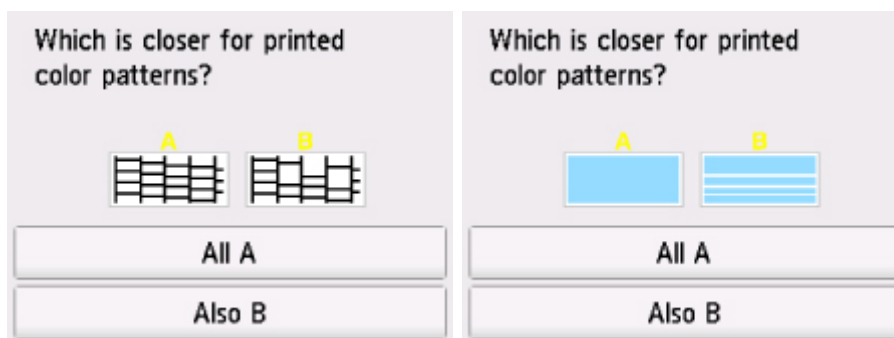 Which is closer for printed
color patterns?
A B
All A
Also B
Which is closer for printed
color patterns?
A B
All A
Also B